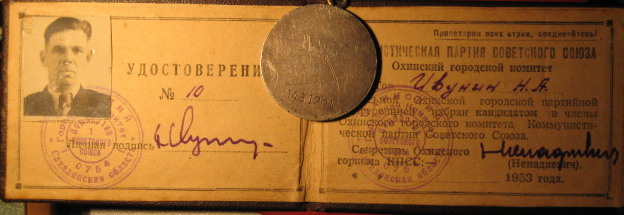 УДОСТОВЕРЕНИ
№ 10
Личная подпись
Пролетарии всех стран, соединяйтесь!
ИСТИЧЕСКАЯ ПАРТИЯ СОВЕТСКОГО СОЮЗА
Охинский городской комитет
Ивунин Н.А.
Охинской городской партийной
избран кандидатом в члены
Охинского городского комитета Коммунисти-
ческой партии Советского Союза.
Секретарь Охинского
горкома КПСС:
(Ненадкевич).
1953 года.